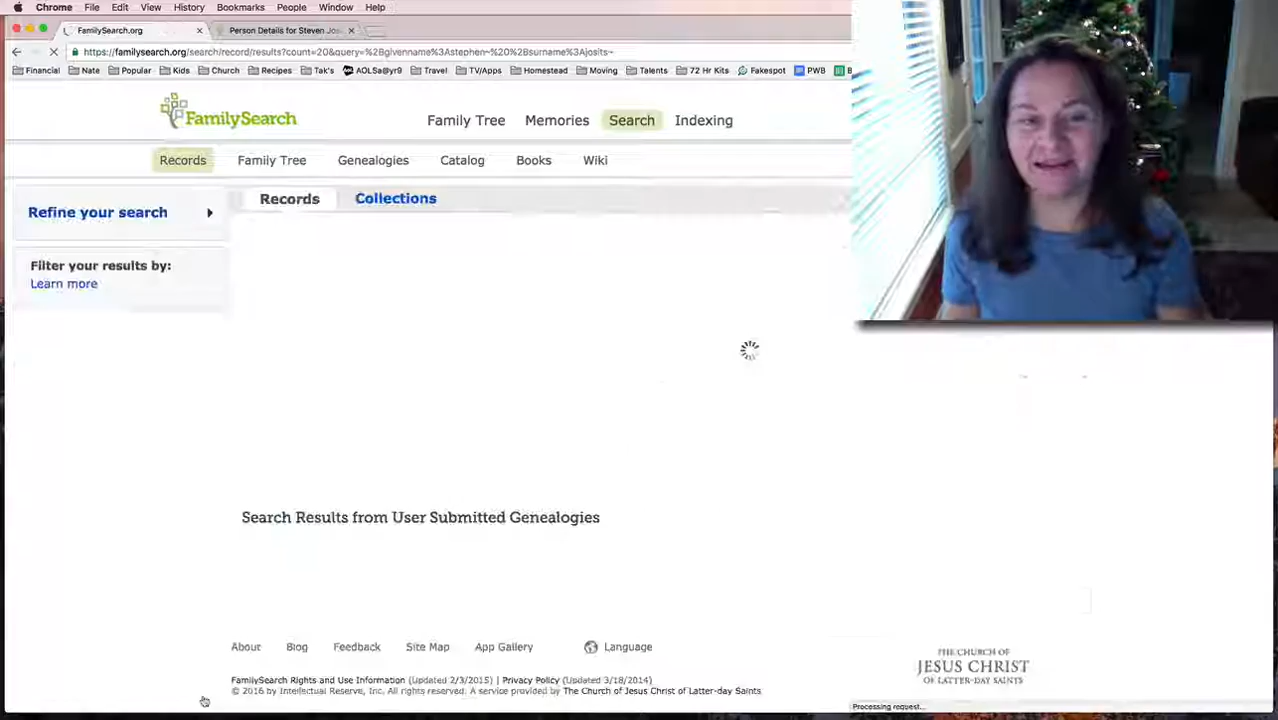 Chrome File Edit View History Bookmarks People Window Help
FamilySearch.org × Person Details for Steven Jos ×
https://familysearch.org/search/record/results?count=20&query=%2Bgivenname%3Astephen~%20%2Bsurname%3Ajosits~
Financial Nate Popular Kids Church Recipes Tak's AOLSa@yr9 Travel TV/Apps Homestead Moving Talents 72 Hr Kits Fakespot PWB
FamilySearch
Family Tree Memories Search Indexing
Records Family Tree Genealogies Catalog Books Wiki
Refine your search
Records Collections
Filter your results by:
Learn more
Search Results from User Submitted Genealogies
About Blog Feedback Site Map App Gallery Language
THE CHURCH OF
JESUS CHRIST
OF LATTER-DAY SAINTS
FamilySearch Rights and Use Information (Updated 2/3/2015) | Privacy Policy (Updated 3/18/2014)
© 2016 by Intellectual Reserve, Inc. All rights reserved. A service provided by The Church of Jesus Christ of Latter-day Saints
Processing request...